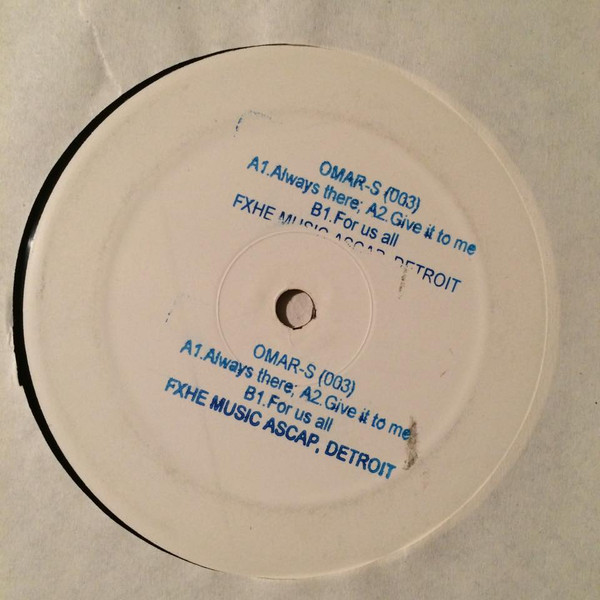 OMAR-S (003)
A1.Always there; A2.Give it to me
B1.For us all
FXHE MUSIC ASCAP, DETROIT
OMAR-S (003)
A1.Always there; A2.Give it to me
B1.For us all
FXHE MUSIC ASCAP, DETROIT